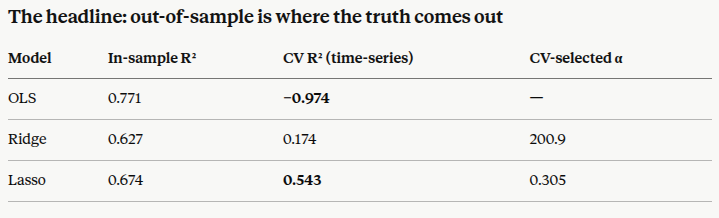 The headline: out-of-sample is where the truth comes out
Model In-sample R² CV R² (time-series) CV-selected α
OLS 0.771 −0.974 —
Ridge 0.627 0.174 200.9
Lasso 0.674 0.543 0.305